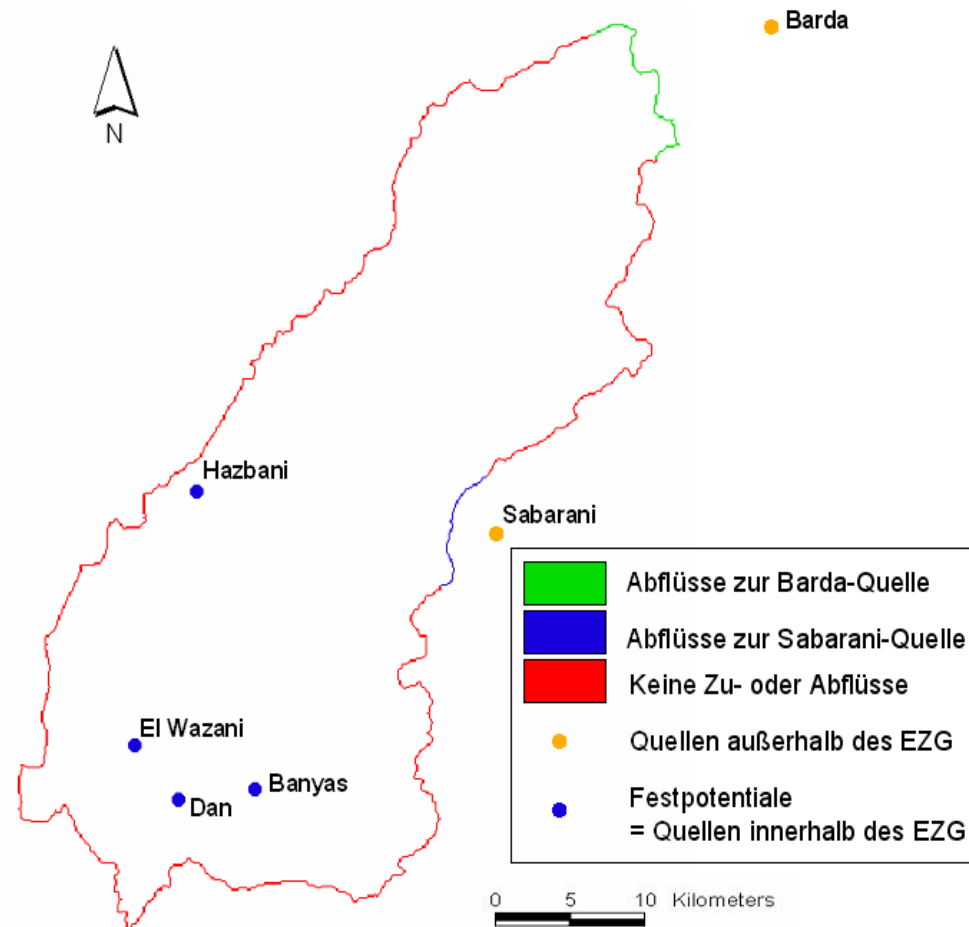 Barda
N
Hazbani
Sabarani
El Wazani
Banyas
Dan
Abflüsse zur Barda-Quelle
Abflüsse zur Sabarani-Quelle
Keine Zu- oder Abflüsse
Quellen außerhalb des EZG
Festpotentiale
= Quellen innerhalb des EZG
0 5 10 Kilometers